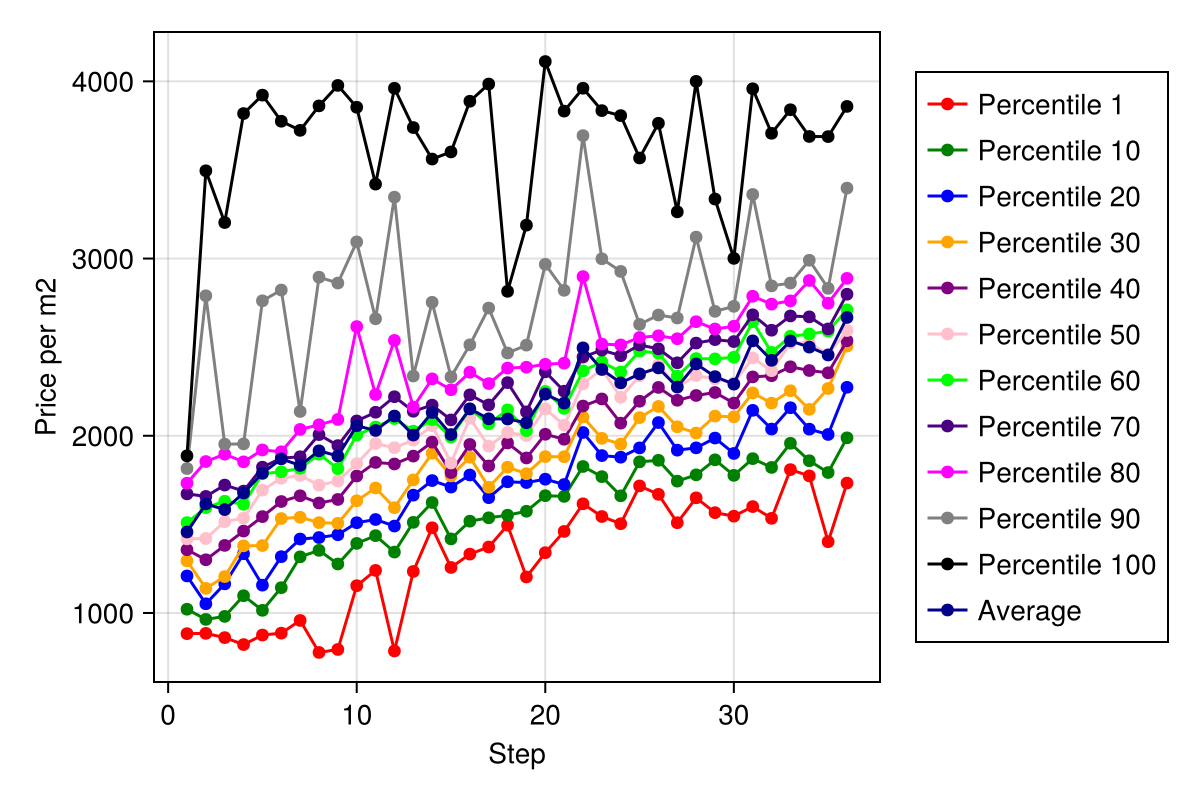 4000
3000
2000
1000
Price per m2
0 10 20 30
Step
Percentile 1
Percentile 10
Percentile 20
Percentile 30
Percentile 40
Percentile 50
Percentile 60
Percentile 70
Percentile 80
Percentile 90
Percentile 100
Average